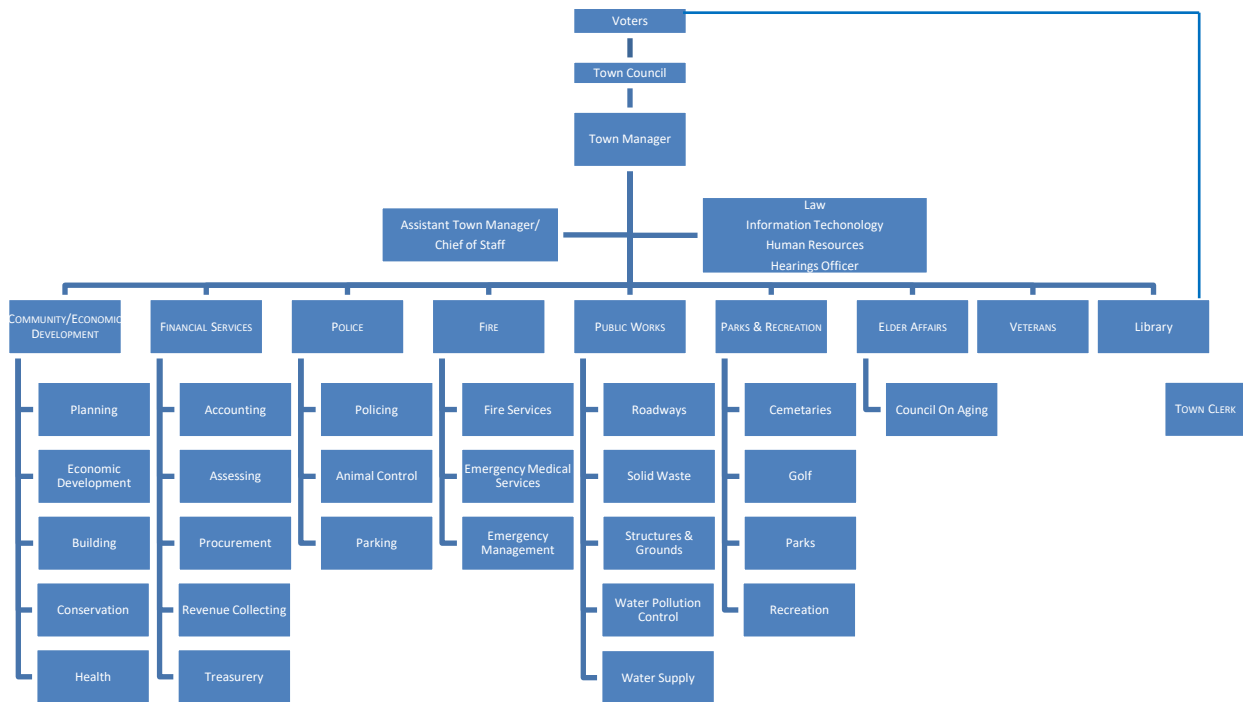 Voters
Town Council
Town Manager
Assistant Town Manager/
Chief of Staff
Law
Information Techonology
Human Resources
Hearings Officer
COMMUNITY/ECONOMIC
DEVELOPMENT
FINANCIAL SERVICES
POLICE
FIRE
PUBLIC WORKS
PARKS & RECREATION
ELDER AFFAIRS
VETERANS
Library
Planning
Accounting
Policing
Fire Services
Roadways
Cemetaries
Council On Aging
TOWN CLERK
Economic
Development
Assessing
Animal Control
Emergency Medical
Services
Solid Waste
Golf
Building
Procurement
Parking
Emergency
Management
Structures &
Grounds
Parks
Conservation
Revenue Collecting
Water Pollution
Control
Recreation
Health
Treasurery
Water Supply